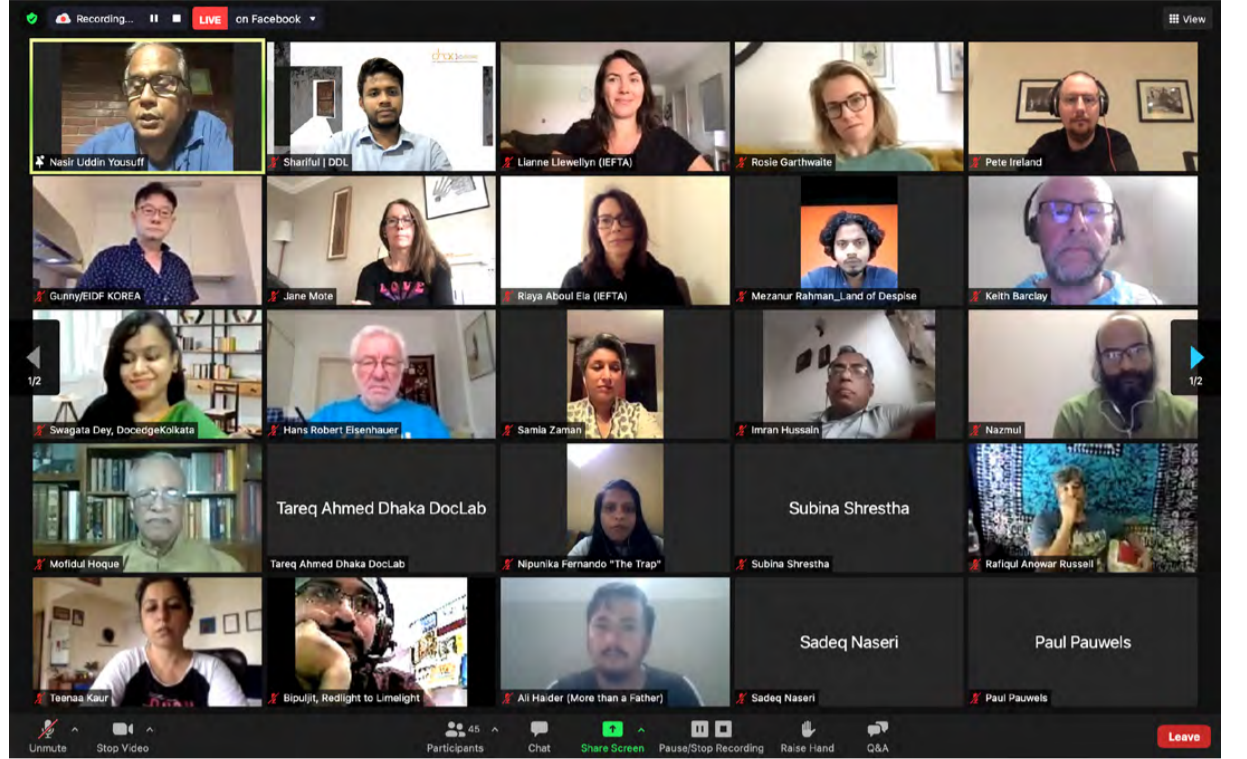 Recording...
LIVE
on Facebook
View
Nasir Uddin Yousuff
Shariful | DDL
Lianne Llewellyn (IEFTA)
Rosie Garthwaite
Pete Ireland
Gunny/EIDF KOREA
Jane Mote
LOVE
Riaya Aboul Ela (IEFTA)
Mezanur Rahman_Land of Despise
Keith Barclay
1/2
1/2
Swagata Dey, DocedgeKolkata
Hans Robert Eisenhauer
Samia Zaman
Imran Hussain
Nazmul
Mofidul Hoque
Tareq Ahmed Dhaka DocLab
Tareq Ahmed Dhaka DocLab
Nipunika Fernando "The Trap"
Subina Shrestha
Subina Shrestha
Rafiqul Anowar Russell
Teenaa Kaur
Bipuljit, Redlight to Limelight
Ali Haider (More than a Father)
Sadeq Naseri
Sadeq Naseri
Paul Pauwels
Paul Pauwels
Unmute
Stop Video
45
Participants
Chat
Share Screen
Pause/Stop Recording
Raise Hand
Q&A
Leave